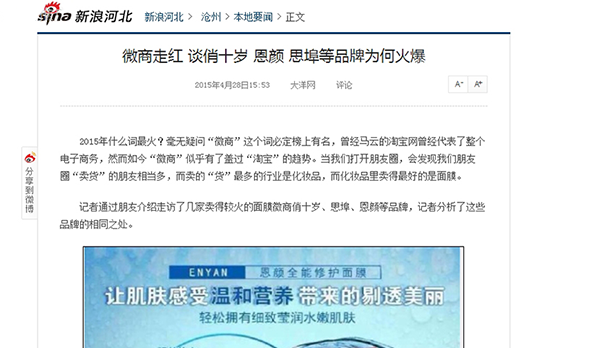 sina 新浪河北
新浪河北 > 沧州 > 本地要闻 > 正文
微商走红 谈俏十岁 恩颜 思埠等品牌为何火爆
2015年4月28日15:53 大洋网 评论
A- A+
2015年什么词最火？毫无疑问“微商”这个词必定榜上有名，曾经马云的淘宝网曾经代表了整个
电子商务，然而如今“微商”似乎有了盖过“淘宝”的趋势。当我们打开朋友圈，会发现我们朋友
圈“卖货”的朋友相当多，而卖的“货”最多的行业是化妆品，而化妆品里卖得最好的是面膜。
分享到微博
记者通过朋友介绍走访了几家卖得较火的面膜微商俏十岁、思埠、恩颜等品牌，记者分析了这些
品牌的相同之处。
ENYAN 恩颜全能修护面膜
让肌肤感受温和营养 带来的剔透美丽
轻松拥有细致莹润水嫩肌肤